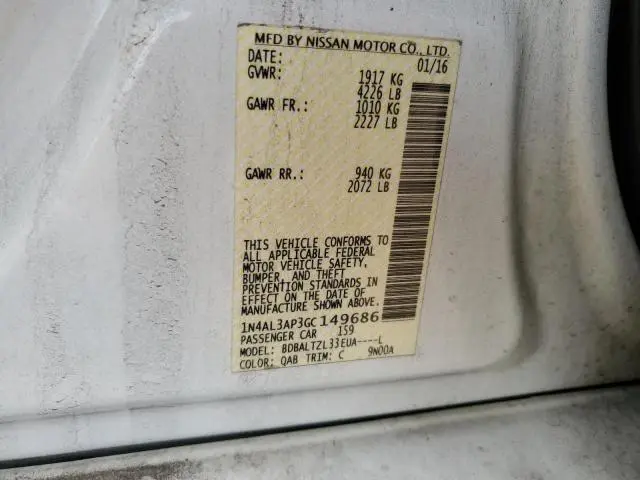 MFD BY NISSAN MOTOR CO., LTD.
DATE: 01/16
GVWR: 1917 KG
4226 LB
GAWR FR.: 1010 KG
2227 LB
GAWR RR.: 940 KG
2072 LB
THIS VEHICLE CONFORMS TO
ALL APPLICABLE FEDERAL
MOTOR VEHICLE SAFETY,
BUMPER, AND THEFT
PREVENTION STANDARDS IN
EFFECT ON THE DATE OF
MANUFACTURE SHOWN ABOVE.
1N4AL3AP3GC149686
PASSENGER CAR 159
MODEL: BDBALTZL33EUA----L
COLOR: QAB TRIM: C 9N00A